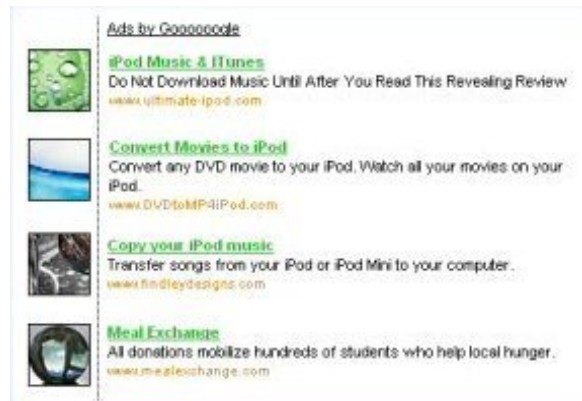 Ads by Goooooogle
iPod Music & ITunes
Do Not Download Music Until After You Read This Revealing Review
www.ultimate-ipod.com
Convert Movies to iPod
Convert any DVD movie to your iPod. Watch all your movies on your
iPod.
www.DVDtoMP4iPod.com
Copy your iPod music
Transfer songs from your iPod or iPod Mini to your computer.
www.findleydesigns.com
Meal Exchange
All donations mobilize hundreds of students who help local hunger.
www.mealexchange.com